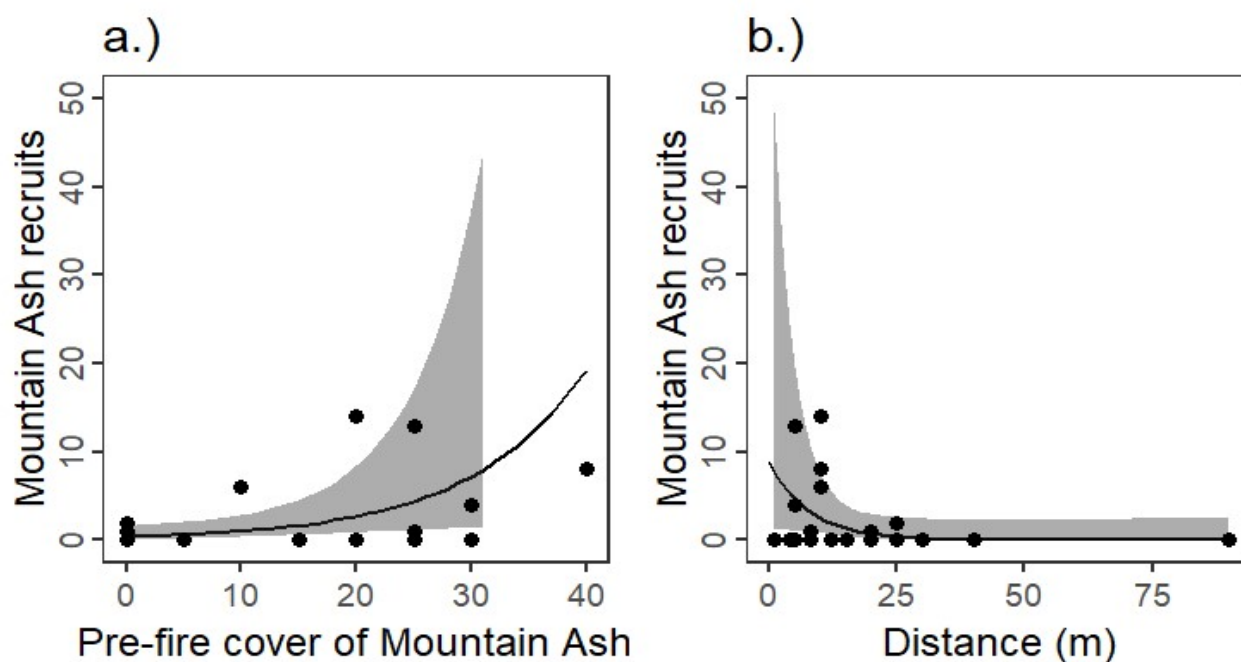 a.)
Mountain Ash recruits
50
40
30
20
10
0
0 10 20 30 40
Pre-fire cover of Mountain Ash
b.)
Mountain Ash recruits
50
40
30
20
10
0
0 25 50 75
Distance (m)